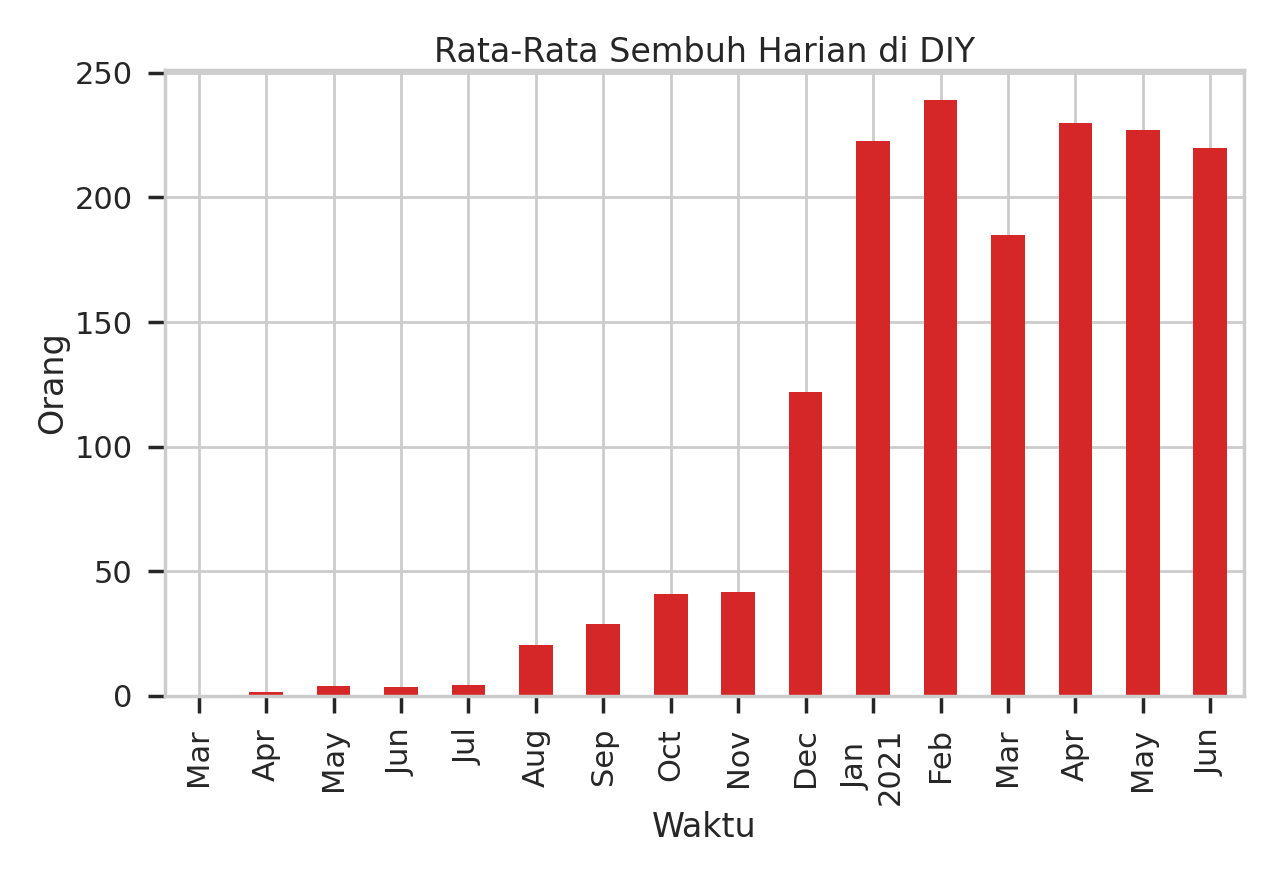 Rata-Rata Sembuh Harian di DIY
250
200
150
100
50
0
Orang
Mar
Apr
May
Jun
Jul
Aug
Sep
Oct
Nov
Dec
Jan
2021
Feb
Mar
Apr
May
Jun
Waktu